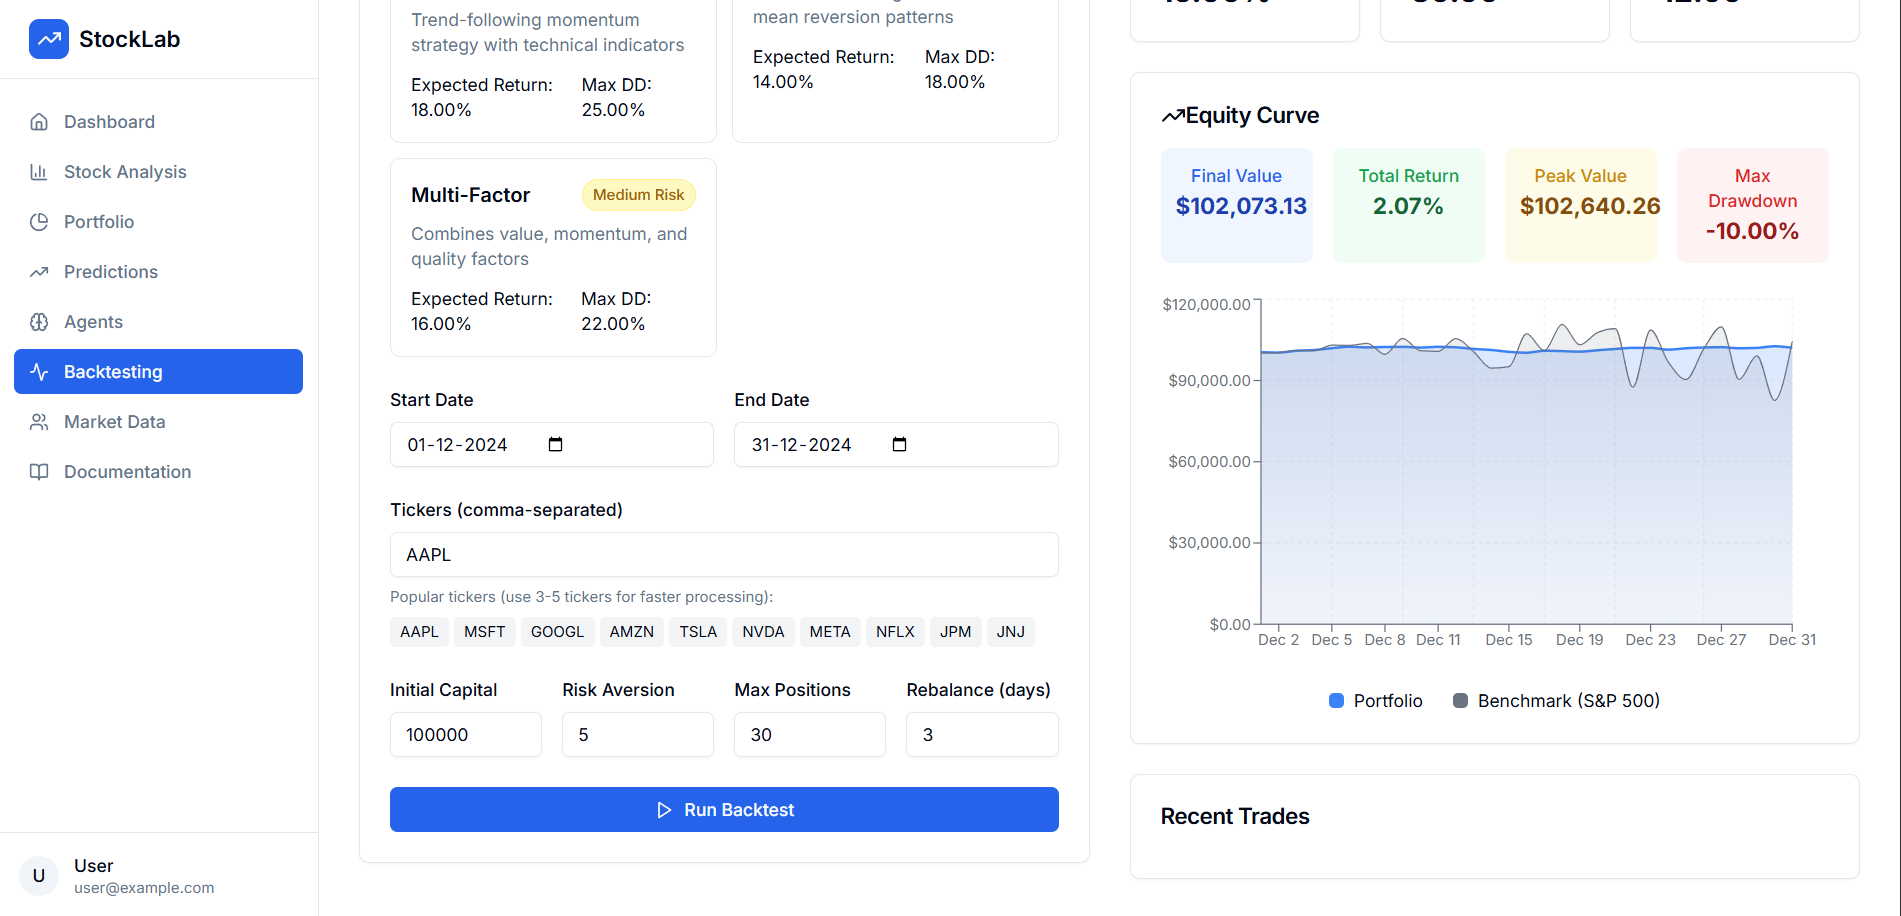 StockLab
Dashboard
Stock Analysis
Portfolio
Predictions
Agents
Backtesting
Market Data
Documentation
U
User
user@example.com
Trend-following momentum
strategy with technical indicators
Expected Return:
18.00%
Max DD:
25.00%
mean reversion patterns
Expected Return:
14.00%
Max DD:
18.00%
Multi-Factor
Medium Risk
Combines value, momentum, and
quality factors
Expected Return:
16.00%
Max DD:
22.00%
Start Date
01-12-2024
End Date
31-12-2024
Tickers (comma-separated)
AAPL
Popular tickers (use 3-5 tickers for faster processing):
AAPL MSFT GOOGL AMZN TSLA NVDA META NFLX JPM JNJ
Initial Capital
100000
Risk Aversion
5
Max Positions
30
Rebalance (days)
3
Run Backtest
Equity Curve
Final Value
$102,073.13
Total Return
2.07%
Peak Value
$102,640.26
Max
Drawdown
-10.00%
$120,000.00
$90,000.00
$60,000.00
$30,000.00
$0.00
Dec 2 Dec 5 Dec 8 Dec 11 Dec 15 Dec 19 Dec 23 Dec 27 Dec 31
Portfolio
Benchmark (S&P 500)
Recent Trades